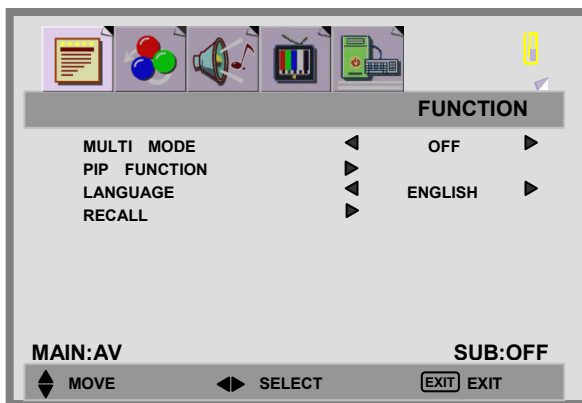 FUNCTION
MULTI MODE OFF
PIP FUNCTION
LANGUAGE ENGLISH
RECALL
MAIN:AV SUB:OFF
MOVE SELECT EXIT EXIT